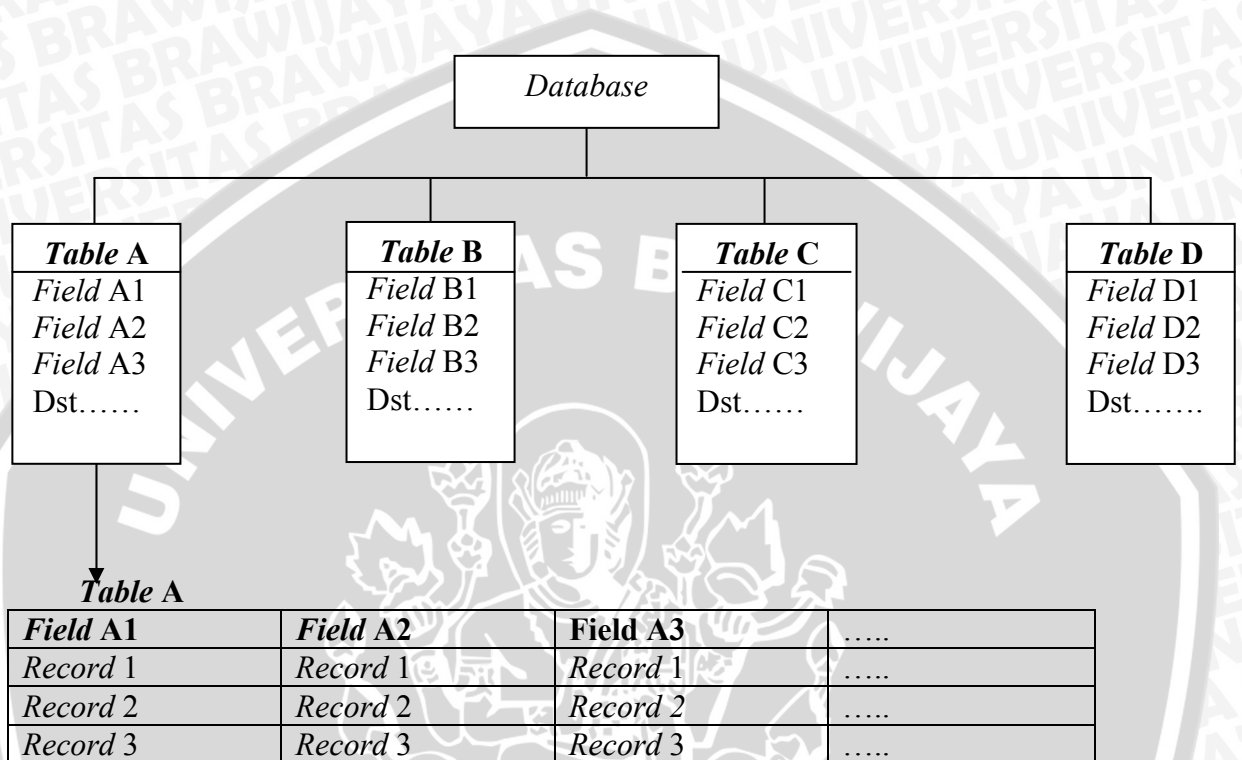 Database
Table A
Field A1
Field A2
Field A3
Dst……
Table B
Field B1
Field B2
Field B3
Dst……
Table C
Field C1
Field C2
Field C3
Dst……
Table D
Field D1
Field D2
Field D3
Dst…….
Table A
Field A1 Field A2 Field A3 …..
Record 1 Record 1 Record 1 …..
Record 2 Record 2 Record 2 …..
Record 3 Record 3 Record 3 …..
UNIVERSITAS BRAWIJAYA